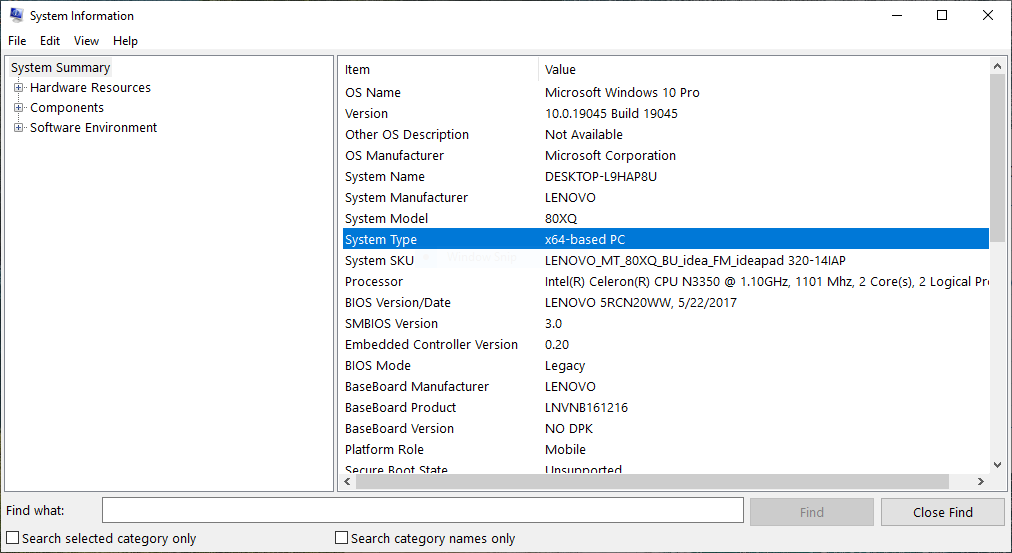 System Information
File Edit View Help
System Summary
Hardware Resources
Components
Software Environment
Item Value
OS Name Microsoft Windows 10 Pro
Version 10.0.19045 Build 19045
Other OS Description Not Available
OS Manufacturer Microsoft Corporation
System Name DESKTOP-L9HAP8U
System Manufacturer LENOVO
System Model 80XQ
System Type x64-based PC
System SKU LENOVO_MT_80XQ_BU_idea_FM_ideapad 320-14IAP
Window Snip
Processor Intel(R) Celeron(R) CPU N3350 @ 1.10GHz, 1101 Mhz, 2 Core(s), 2 Logical Pr
BIOS Version/Date LENOVO 5RCN20WW, 5/22/2017
SMBIOS Version 3.0
Embedded Controller Version 0.20
BIOS Mode Legacy
BaseBoard Manufacturer LENOVO
BaseBoard Product LNVNB161216
BaseBoard Version NO DPK
Platform Role Mobile
Secure Boot State Unsupported
Find what: Find Close Find
Search selected category only Search category names only